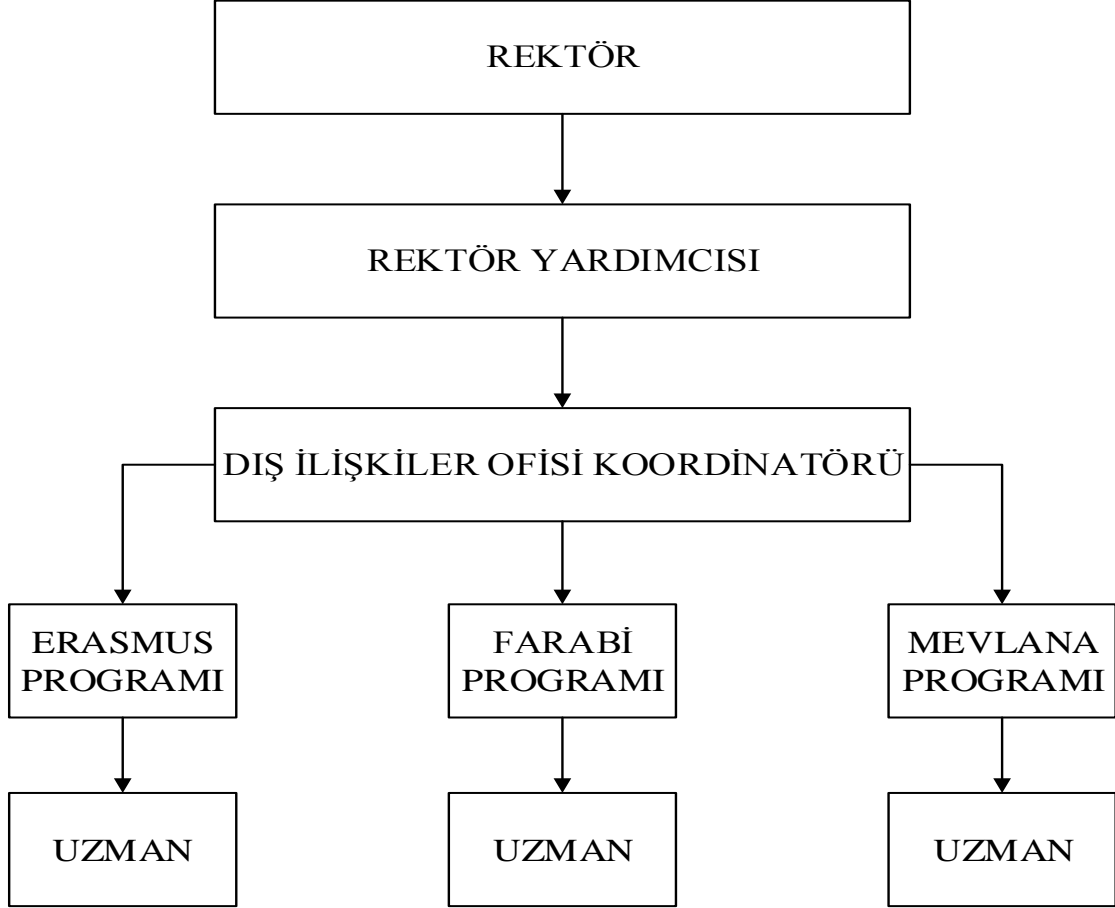 REKTÖR
REKTÖR YARDIMCISI
DIŞ İLİŞKİLER OFİSİ KOORDİNATÖRÜ
ERASMUS
PROGRAMI
FARABİ
PROGRAMI
MEVLANA
PROGRAMI
UZMAN
UZMAN
UZMAN